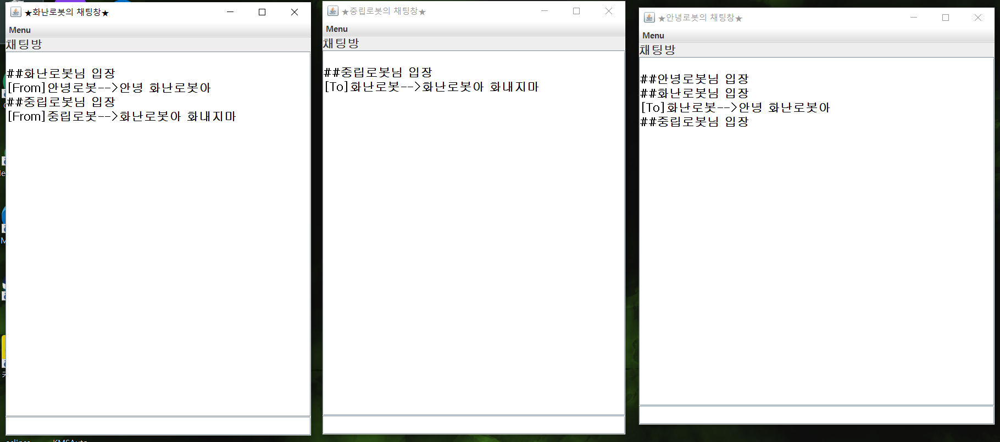 ★화난로봇의 채팅창★
Menu
채팅방
##화난로봇님 입장
[From]안녕로봇-->안녕 화난로봇아
##중립로봇님 입장
[From]중립로봇-->화난로봇아 화내지마
★중립로봇의 채팅창★
Menu
채팅방
##중립로봇님 입장
[To]화난로봇-->화난로봇아 화내지마
★안녕로봇의 채팅창★
Menu
채팅방
##안녕로봇님 입장
##화난로봇님 입장
[To]화난로봇-->안녕 화난로봇아
##중립로봇님 입장